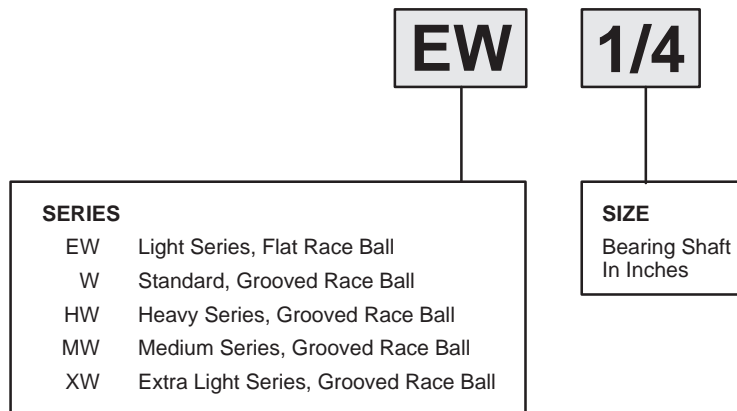 EW 1/4
SERIES
EW Light Series, Flat Race Ball
W Standard, Grooved Race Ball
HW Heavy Series, Grooved Race Ball
MW Medium Series, Grooved Race Ball
XW Extra Light Series, Grooved Race Ball
SIZE
Bearing Shaft
In Inches